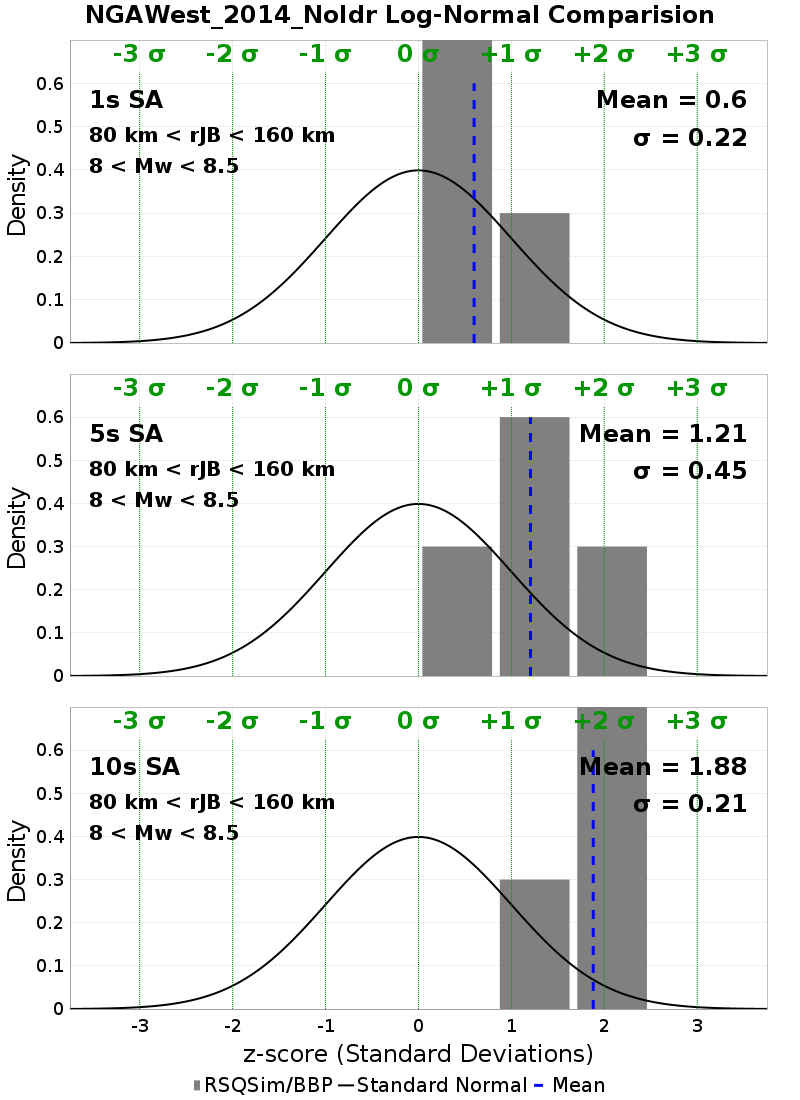 NGAWest_2014_NoIdr Log-Normal Comparision
-3 σ -2 σ -1 σ 0 σ +1 σ +2 σ +3 σ
1s SA Mean = 0.6
80 km < rJB < 160 km σ = 0.22
8 < Mw < 8.5
Density
0.6
0.5
0.4
0.3
0.2
0.1
0
-3 σ -2 σ -1 σ 0 σ +1 σ +2 σ +3 σ
5s SA Mean = 1.21
80 km < rJB < 160 km σ = 0.45
8 < Mw < 8.5
Density
0.6
0.5
0.4
0.3
0.2
0.1
0
-3 σ -2 σ -1 σ 0 σ +1 σ +2 σ +3 σ
10s SA Mean = 1.88
80 km < rJB < 160 km σ = 0.21
8 < Mw < 8.5
Density
0.6
0.5
0.4
0.3
0.2
0.1
0
-3 -2 -1 0 1 2 3
z-score (Standard Deviations)
RSQSim/BBP Standard Normal Mean